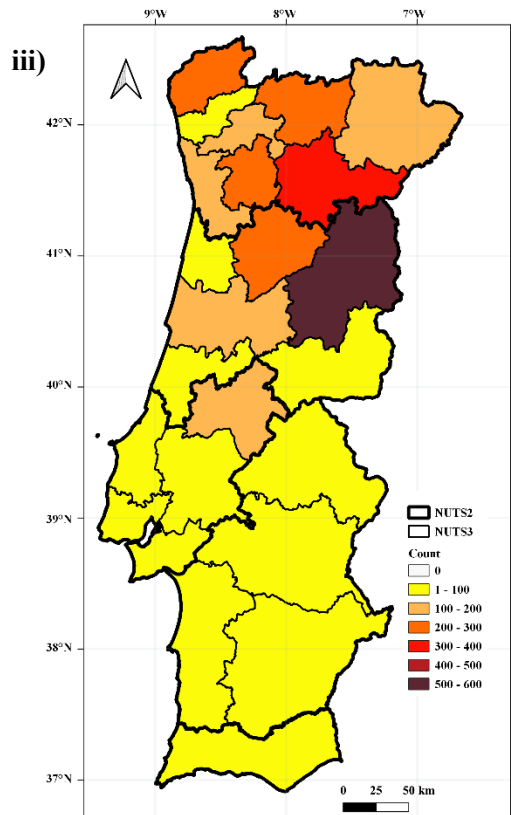 iii)
9°W 8°W 7°W
42°N
41°N
40°N
39°N
38°N
37°N
NUTS2
NUTS3
Count
0
1 - 100
100 - 200
200 - 300
300 - 400
400 - 500
500 - 600
0 25 50 km